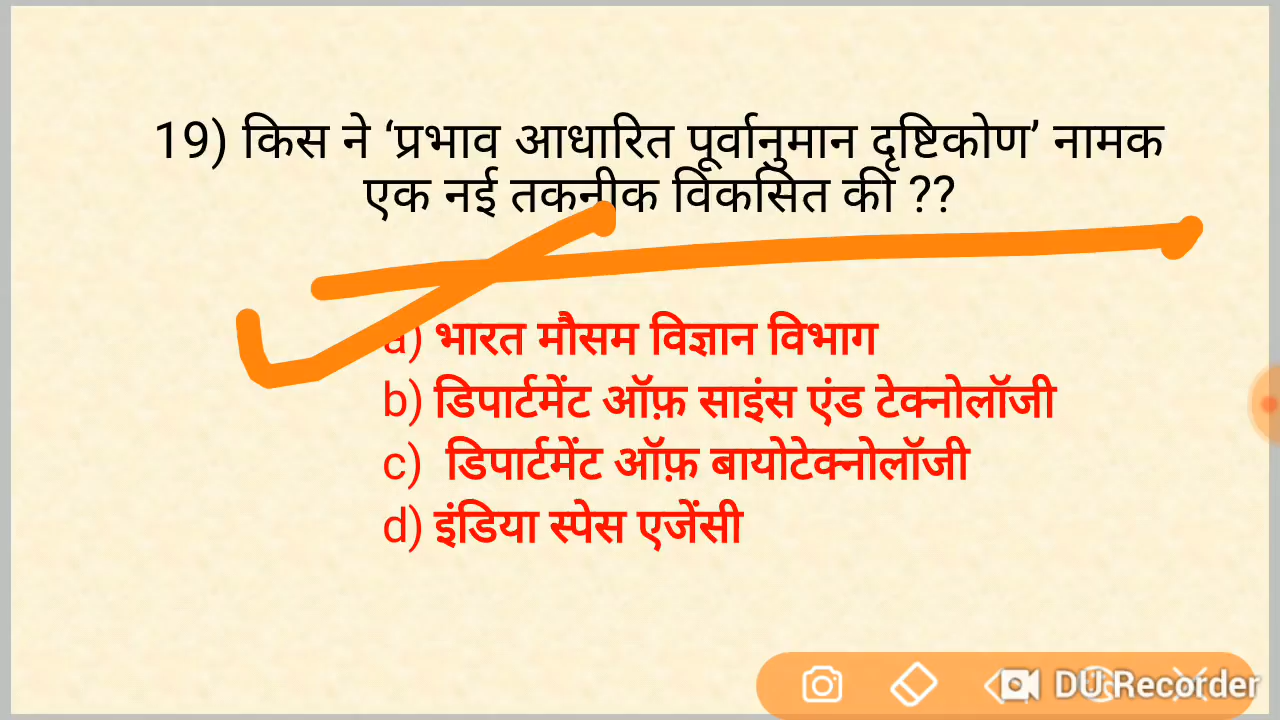 19) किस ने ‘प्रभाव आधारित पूर्वानुमान दृष्टिकोण’ नामक
एक नई तकनीक विकसित की ??
a) भारत मौसम विज्ञान विभाग
b) डिपार्टमेंट ऑफ़ साइंस एंड टेक्नोलॉजी
c) डिपार्टमेंट ऑफ़ बायोटेक्नोलॉजी
d) इंडिया स्पेस एजेंसी
DU Recorder